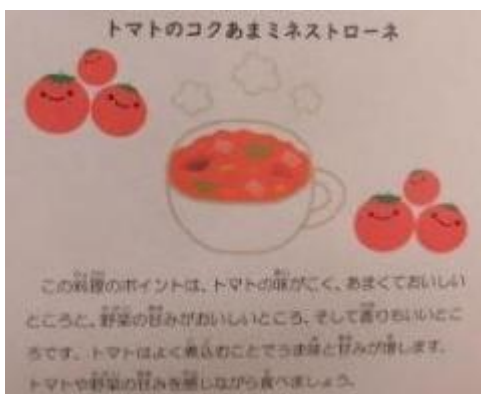 トマトのコクあまミネストローネ
この料理のポイントは、トマトの味がこく、あまくておいしい
ところと、野菜の甘みがおいしいところ、そして香りもいいとこ
ろです。トマトはよく煮込むことでうま味と甘みが増します。
トマトや野菜の甘みを感じながら食べましょう。